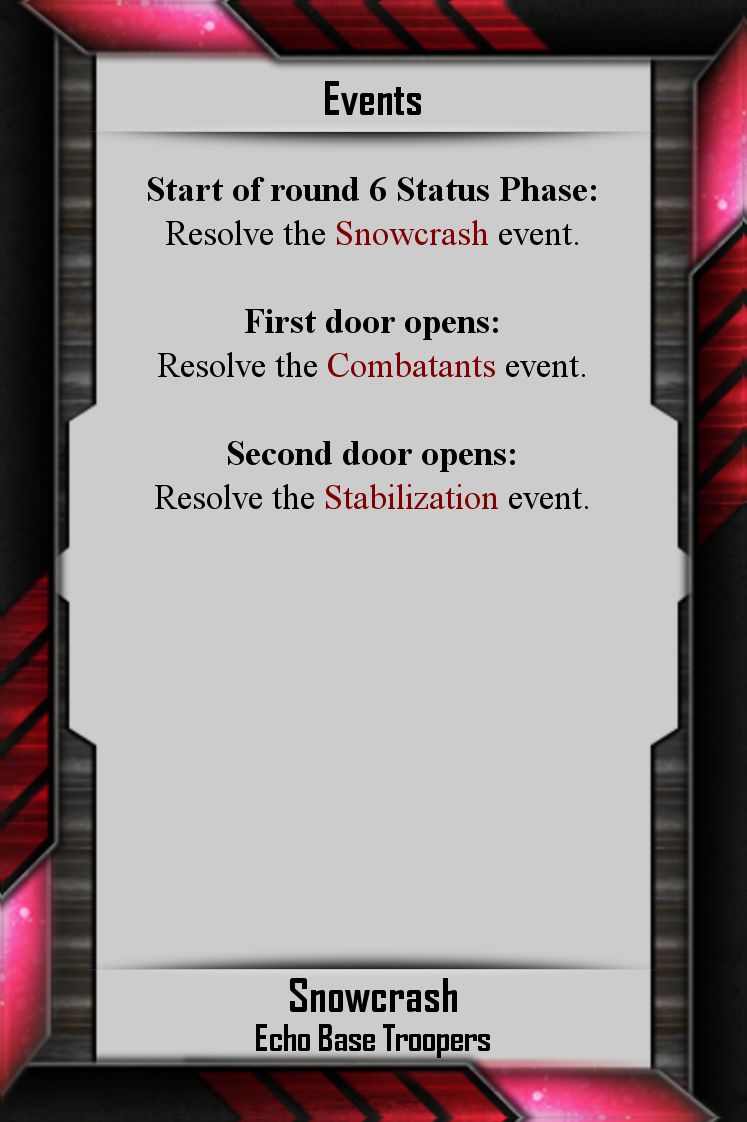 Events
Start of round 6 Status Phase:
Resolve the Snowcrash event.
First door opens:
Resolve the Combatants event.
Second door opens:
Resolve the Stabilization event.
Snowcrash
Echo Base Troopers